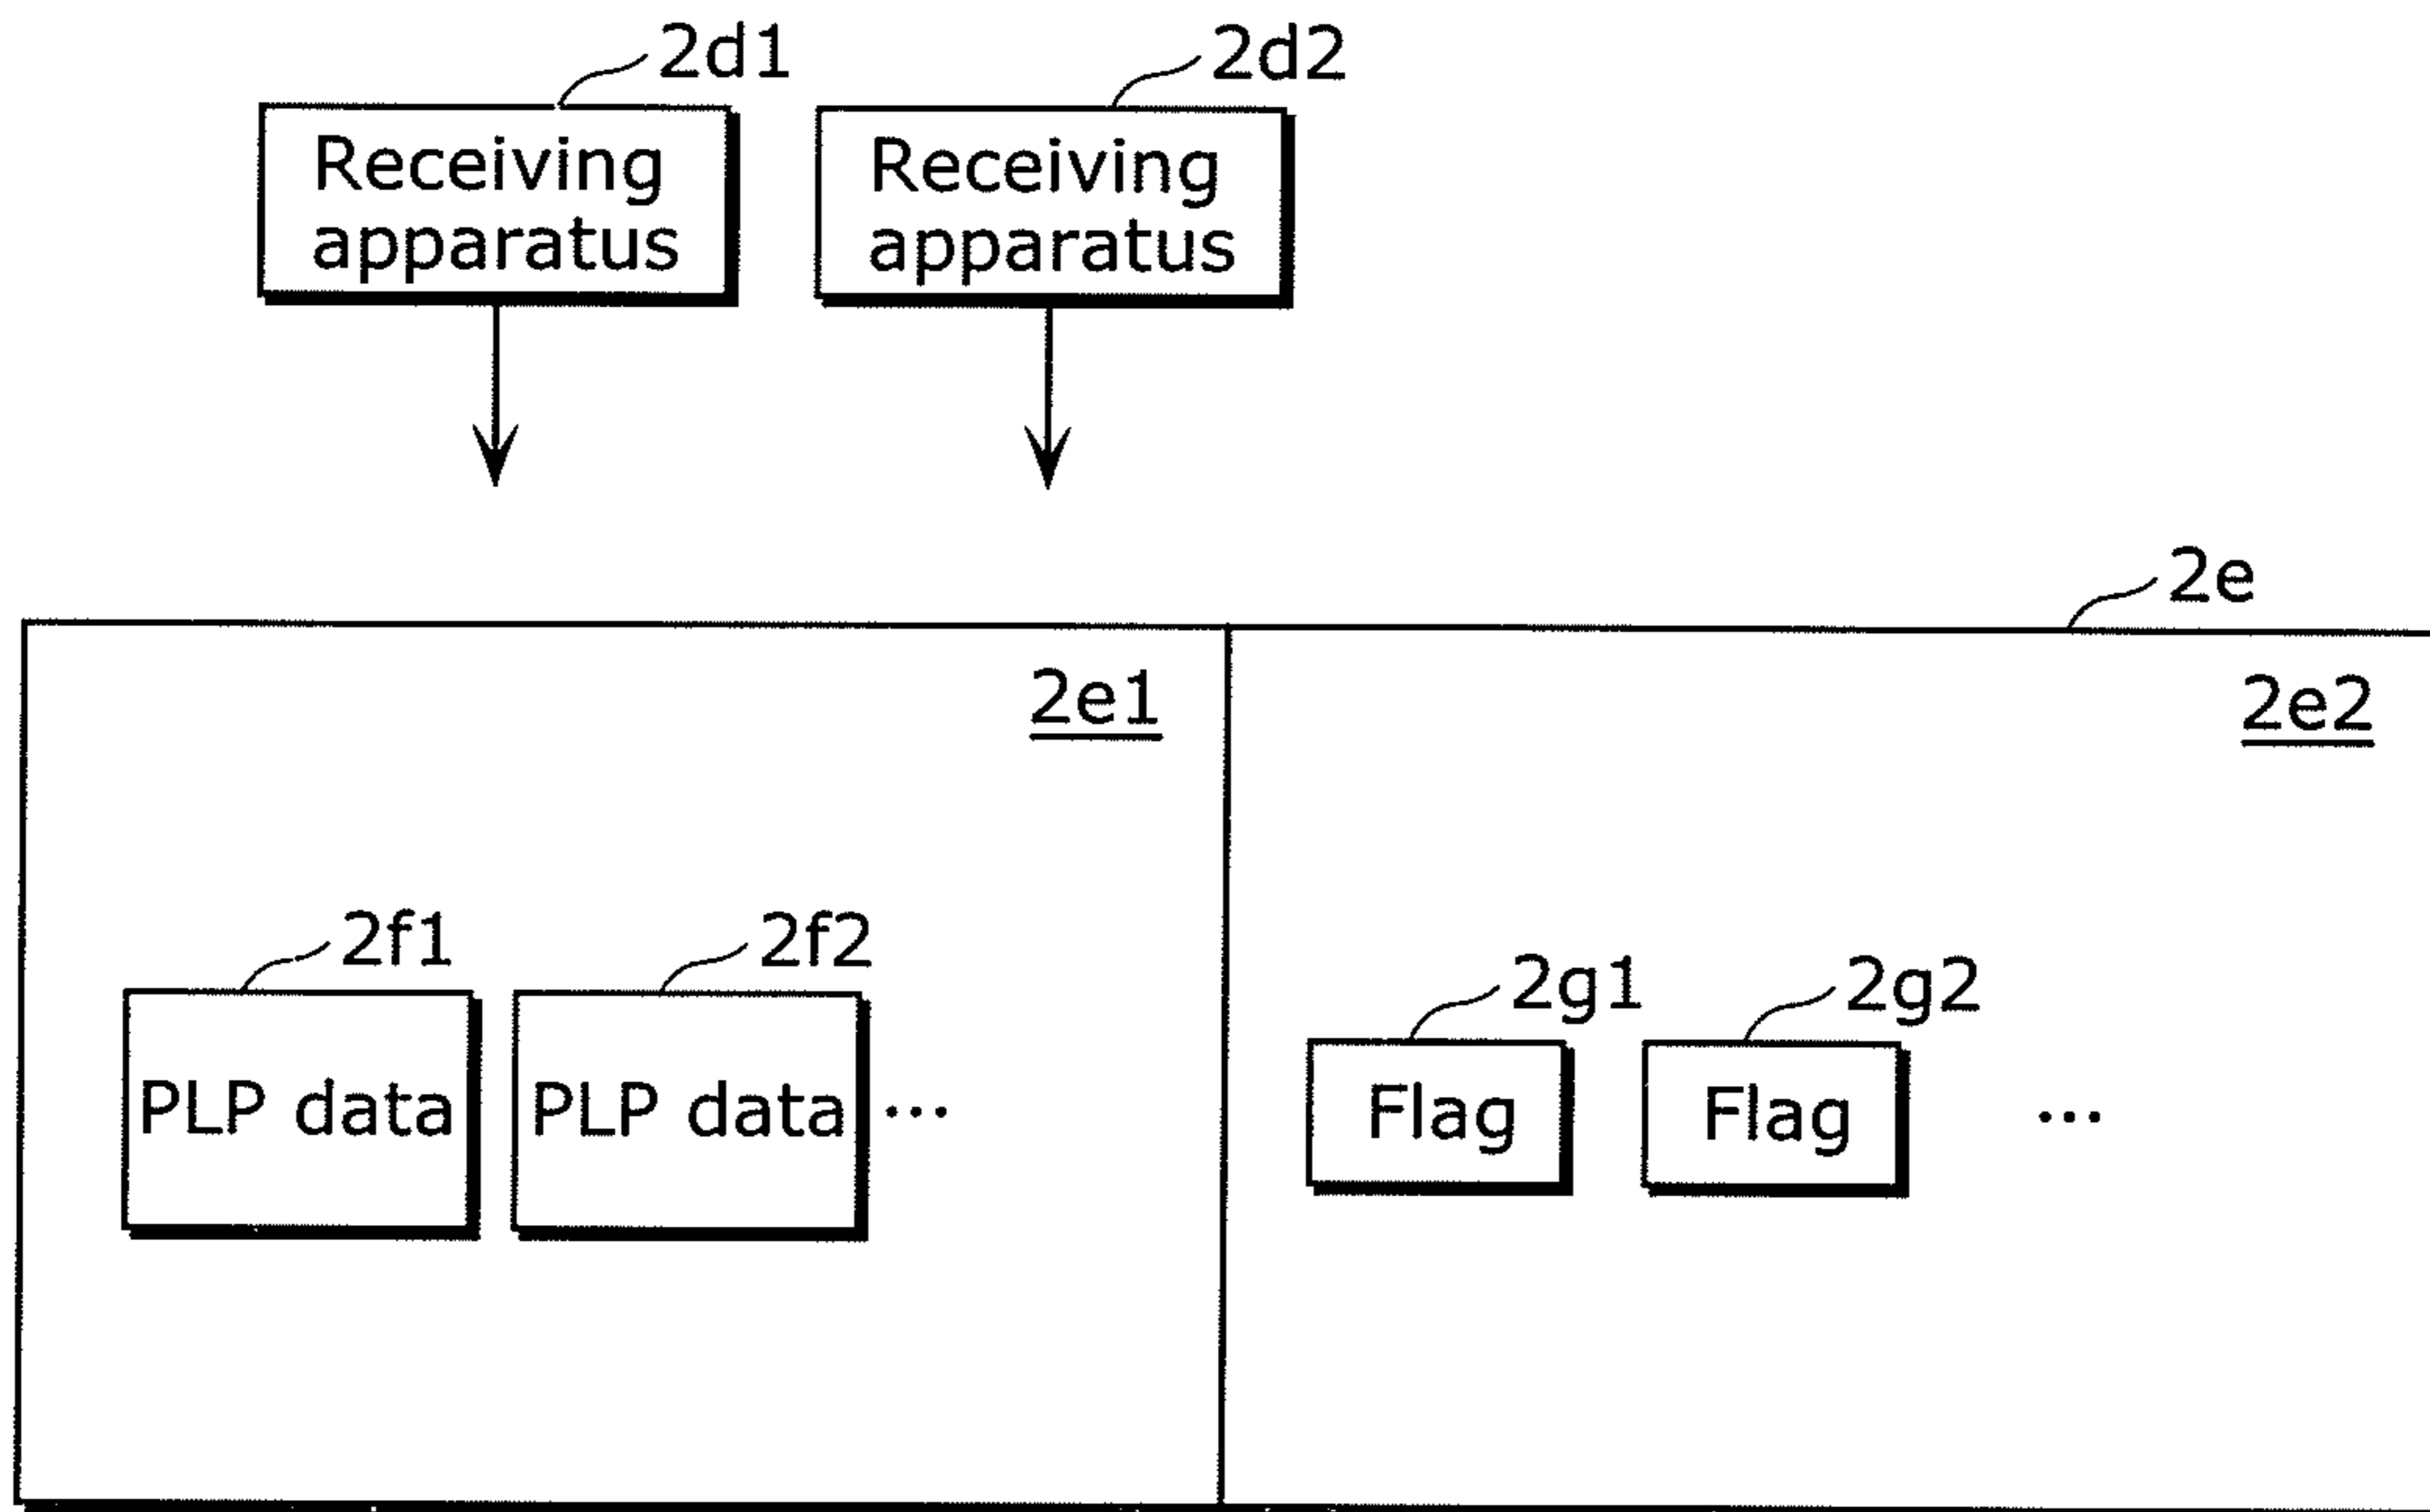 2d1 2d2
Receiving Receiving
apparatus apparatus
2e
2e1 2e2
2f1 2f2
2g1 2g2
PLP data PLP data ... Flag Flag ...